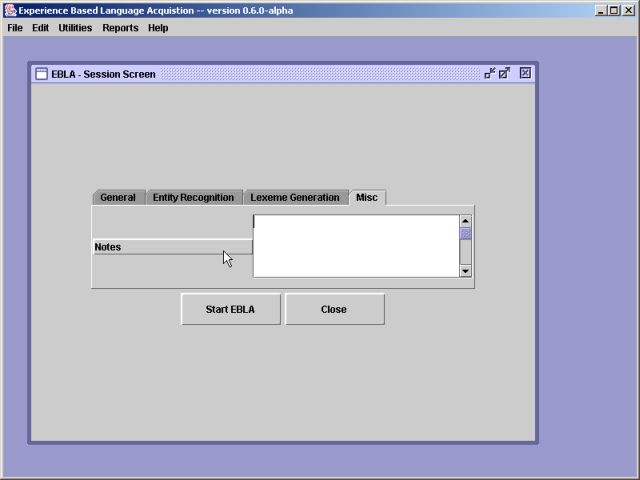 Experience Based Language Acquistion -- version 0.6.0-alpha
File Edit Utilities Reports Help
EBLA - Session Screen
General Entity Recognition Lexeme Generation Misc
Notes
Start EBLA Close